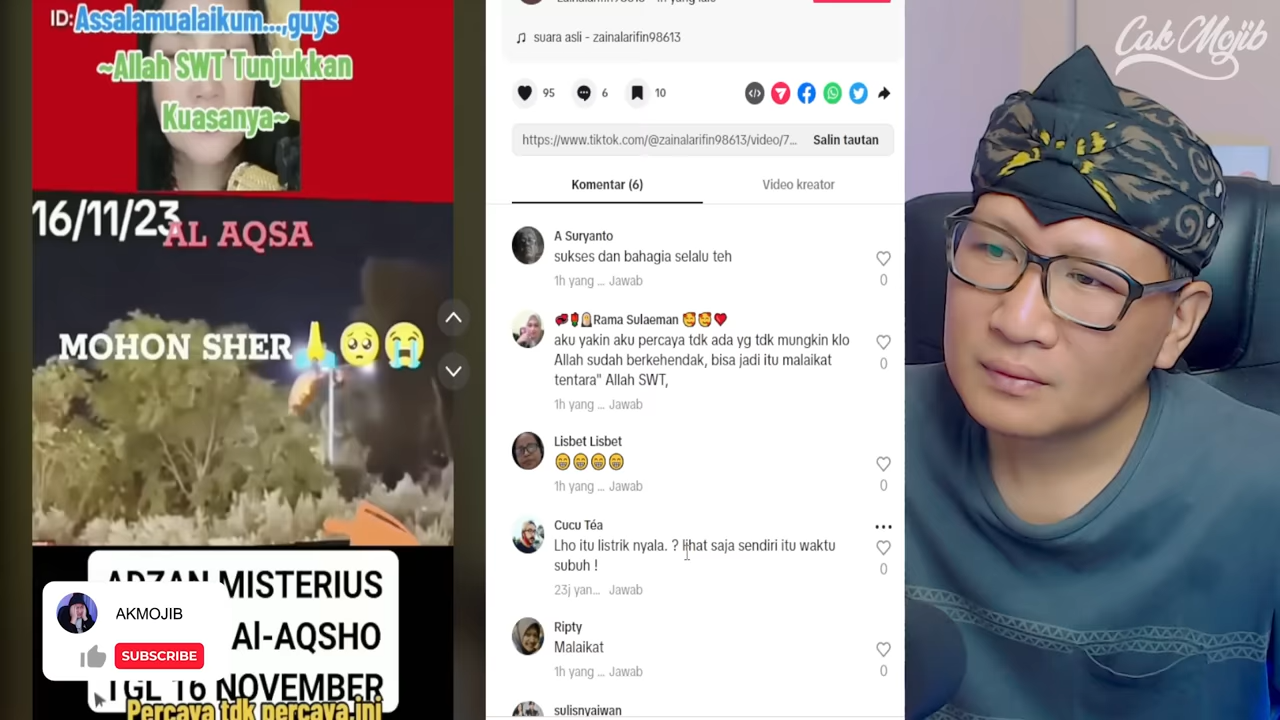 ID:Assalamualaikum...,guys
~Allah SWT Tunjukkan
Kuasanya~
16/11/23
AL AQSA
MOHON SHER🙏🥺😭
ADZAN MISTERIUS
Al-AQSHO
TGL 16 NOVEMBER
Percaya tdk percaya,ini
AKMOJIB
SUBSCRIBE
suara asli - zainalarifin98613
95
6
10
https://www.tiktok.com/@zainalarifin98613/video/7...
Salin tautan
Komentar (6)
Video kreator
A Suryanto
sukses dan bahagia selalu teh
1h yang ... Jawab
0
Rama Sulaeman 🥰🥰♥️
aku yakin aku percaya tdk ada yg tdk mungkin klo
Allah sudah berkehendak, bisa jadi itu malaikat
tentara" Allah SWT,
1h yang ... Jawab
0
Lisbet Lisbet
😁😁😁😁
1h yang ... Jawab
0
Cucu Téa
Lho itu listrik nyala. ? lihat saja sendiri itu waktu
subuh !
23j yan... Jawab
0
Ripty
Malaikat
1h yang ... Jawab
0
sulisnyaiwan
Cak Mojib